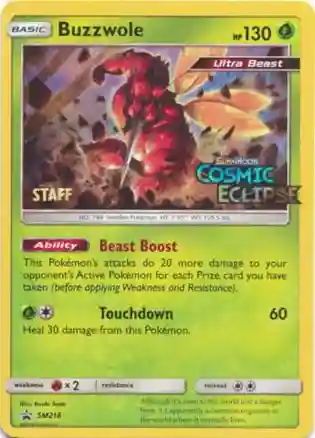 BASIC Buzzwole HP130
Ultra Beast
SUN & MOON
COSMIC
ECLIPSE
STAFF
Ability Beast Boost
This Pokémon's attacks do 20 more damage to your
opponent's Active Pokémon for each Prize card you have
taken (before applying Weakness and Resistance).
Touchdown 60
Heal 30 damage from this Pokémon.
weakness ×2 resistance retreat
SM218